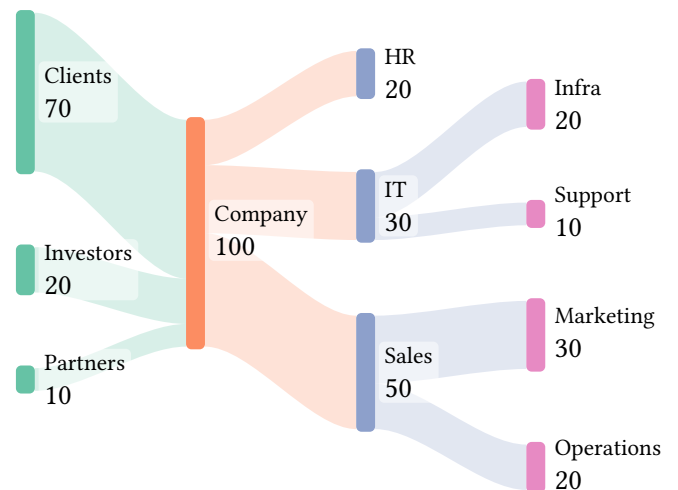 Clients
70
Investors
20
Partners
10
Company
100
HR
20
IT
30
Sales
50
Infra
20
Support
10
Marketing
30
Operations
20